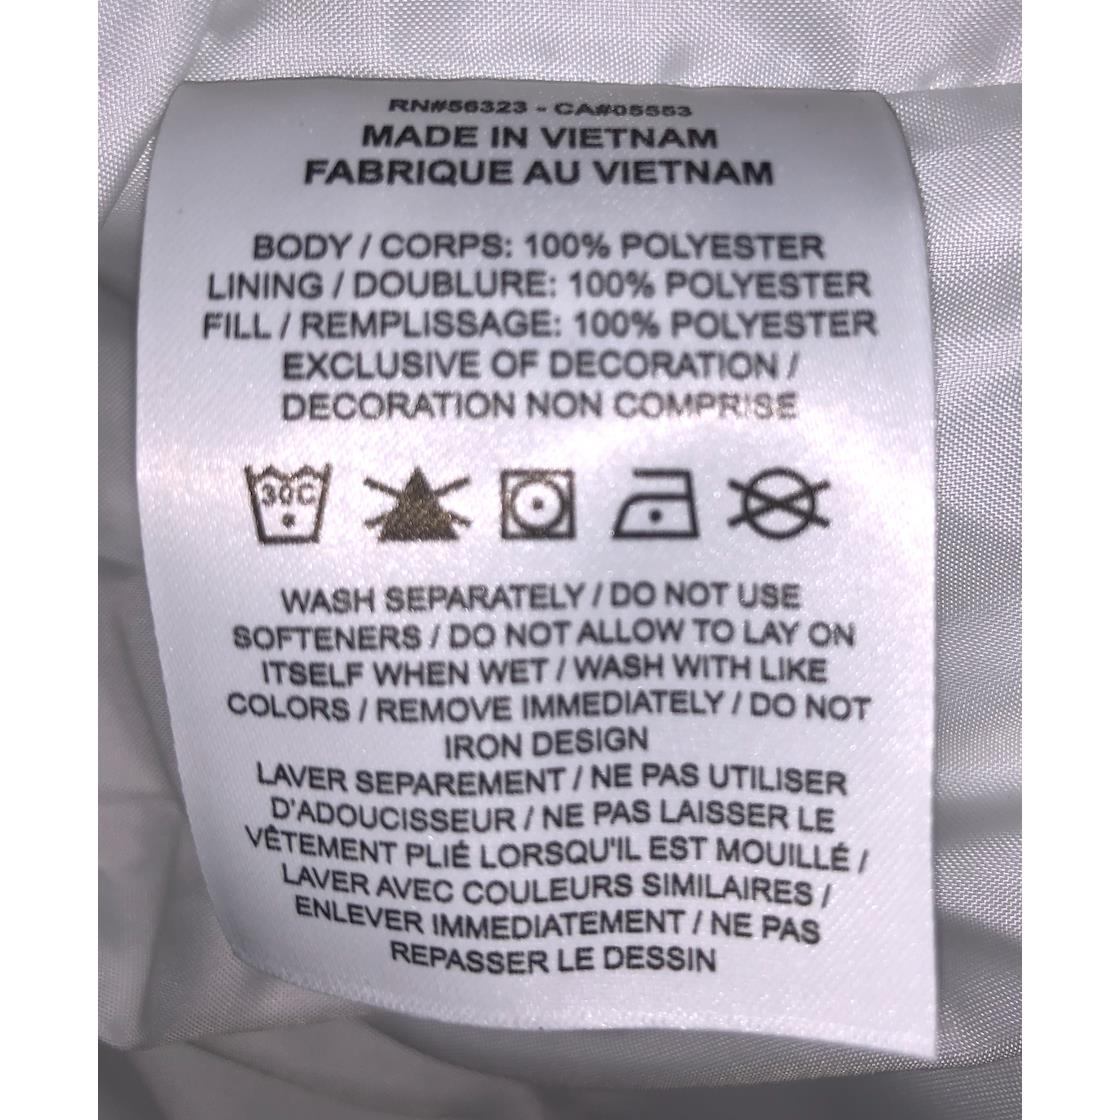 RN#56323 - CA#05553
MADE IN VIETNAM
FABRIQUE AU VIETNAM
BODY / CORPS: 100% POLYESTER
LINING / DOUBLURE: 100% POLYESTER
FILL / REMPLISSAGE: 100% POLYESTER
EXCLUSIVE OF DECORATION /
DECORATION NON COMPRISE
30C
WASH SEPARATELY / DO NOT USE
SOFTENERS / DO NOT ALLOW TO LAY ON
ITSELF WHEN WET / WASH WITH LIKE
COLORS / REMOVE IMMEDIATELY / DO NOT
IRON DESIGN
LAVER SEPAREMENT / NE PAS UTILISER
D'ADOUCISSEUR / NE PAS LAISSER LE
VÊTEMENT PLIÉ LORSQU'IL EST MOUILLÉ /
LAVER AVEC COULEURS SIMILAIRES /
ENLEVER IMMEDIATEMENT / NE PAS
REPASSER LE DESSIN